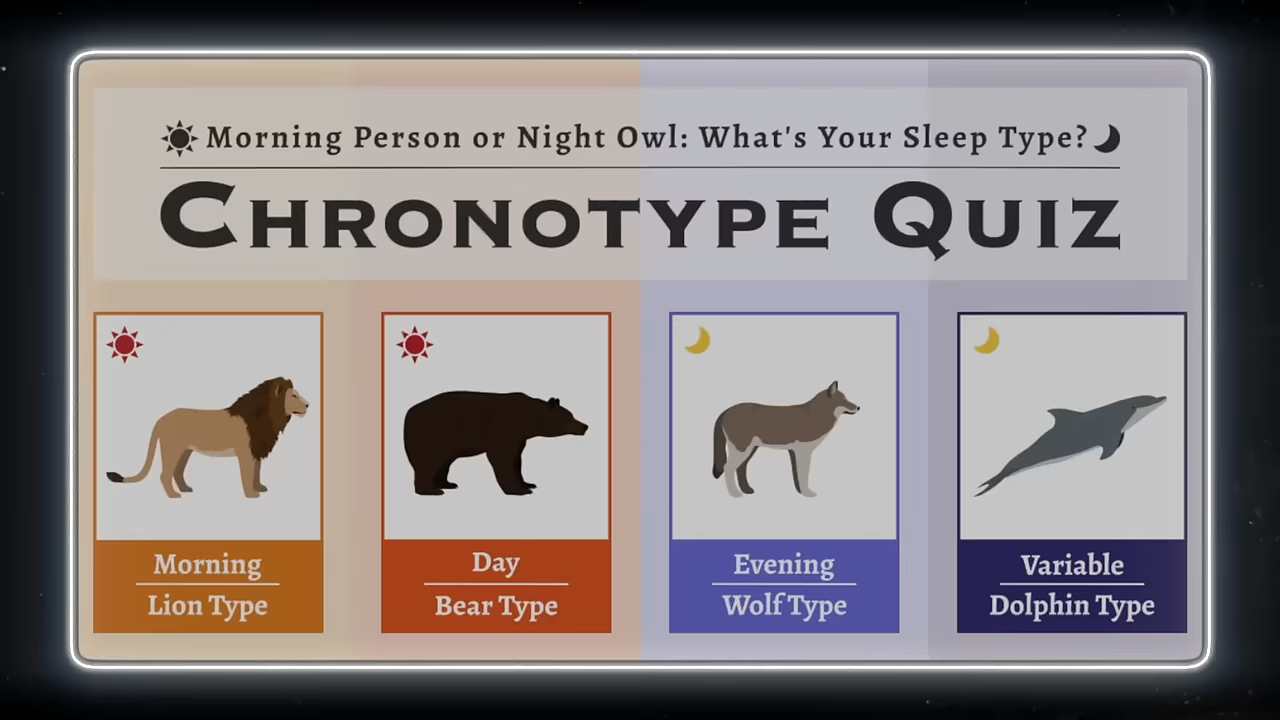 Morning Person or Night Owl: What's Your Sleep Type?
CHRONOTYPE QUIZ
Morning
Lion Type
Day
Bear Type
Evening
Wolf Type
Variable
Dolphin Type